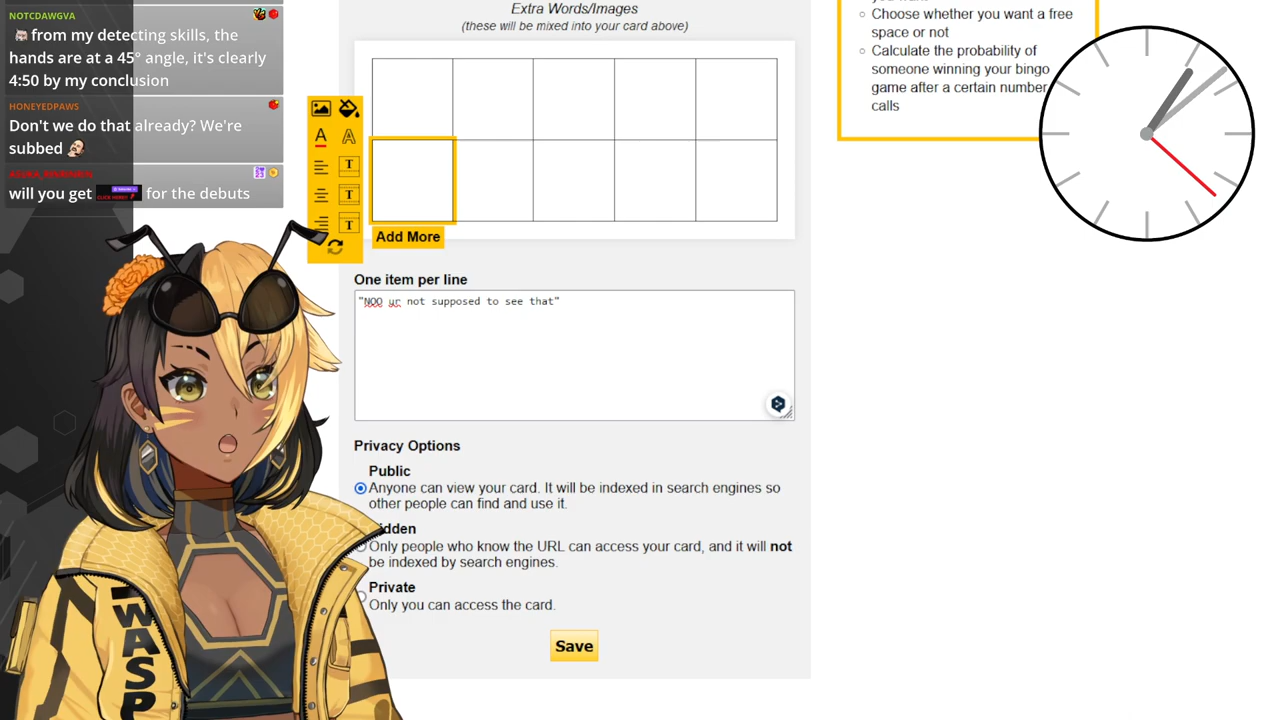 NOTCDAWGVA
from my detecting skills, the
hands are at a 45° angle, it's clearly
4:50 by my conclusion
HONEYEDPAWS
Don't we do that already? We're
subbed
will you get
for the debuts
Extra Words/Images
(these will be mixed into your card above)
A A
T
T
T
Add More
One item per line
"NOO ur not supposed to see that"
Privacy Options
Public
Anyone can view your card. It will be indexed in search engines so
other people can find and use it.
idden
Only people who know the URL can access your card, and it will not
be indexed by search engines.
Private
Only you can access the card.
Save
Choose whether you want a free
space or not
Calculate the probability of
someone winning your bingo
game after a certain number
calls
WASP